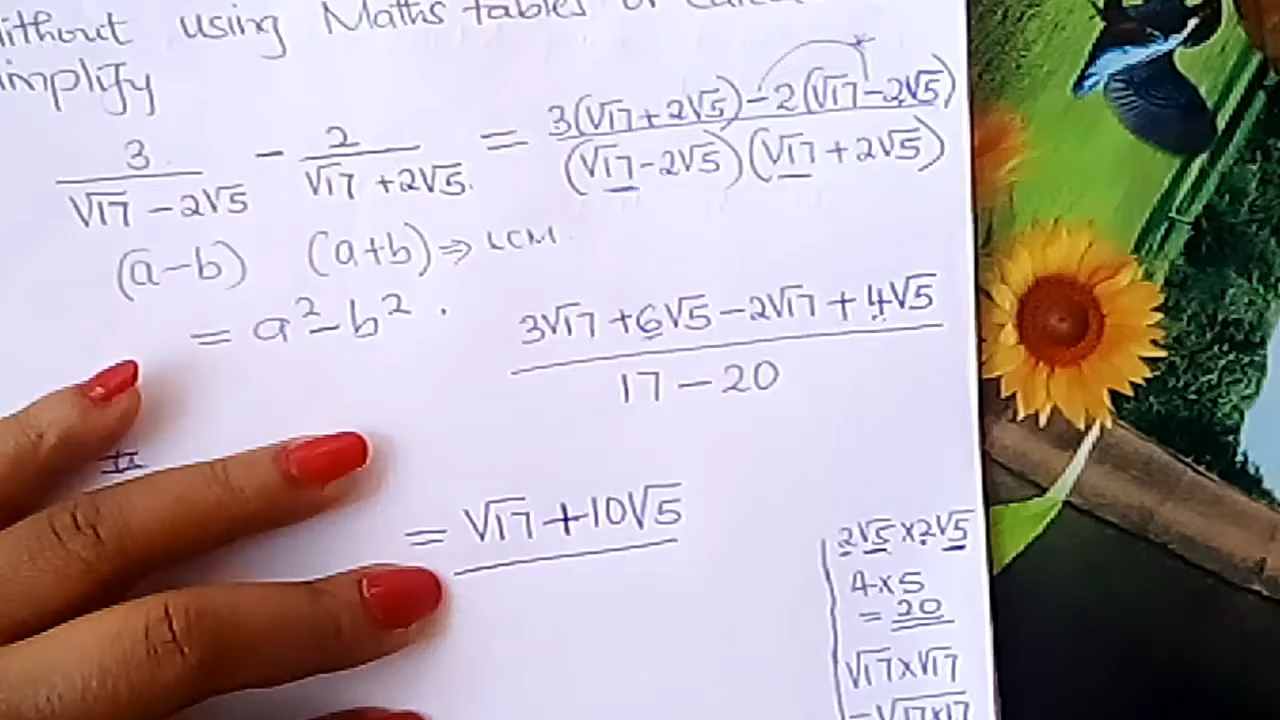 using Maths tables
3/(√17 - 2√5) - 2/(√17 + 2√5) = (3(√17 + 2√5) - 2(√17 - 2√5))/((√17 - 2√5)(√17 + 2√5))
(a-b) (a+b) ⇒ LCM
= a² - b².
(3√17 + 6√5 - 2√17 + 4√5)/(17 - 20)
= √17 + 10√5
2√5 × 2√5
4 × 5
= 20
√17 × √17
= √17×17